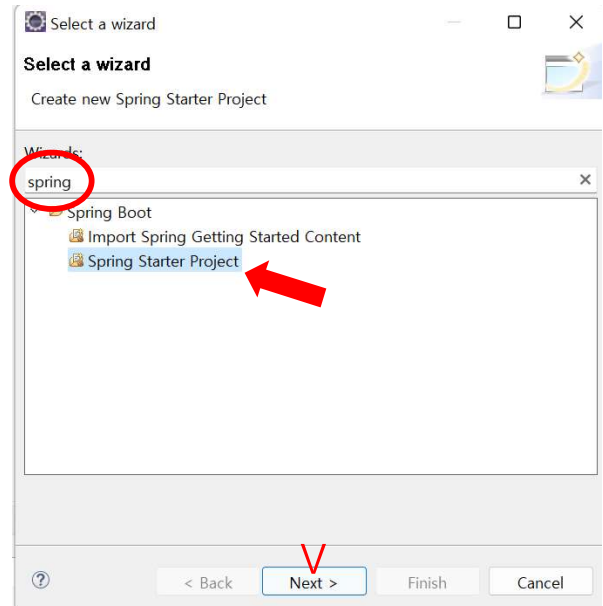 Select a wizard
Select a wizard
Create new Spring Starter Project
Wizards:
spring
Spring Boot
Import Spring Getting Started Content
Spring Starter Project
V
< Back Next > Finish Cancel